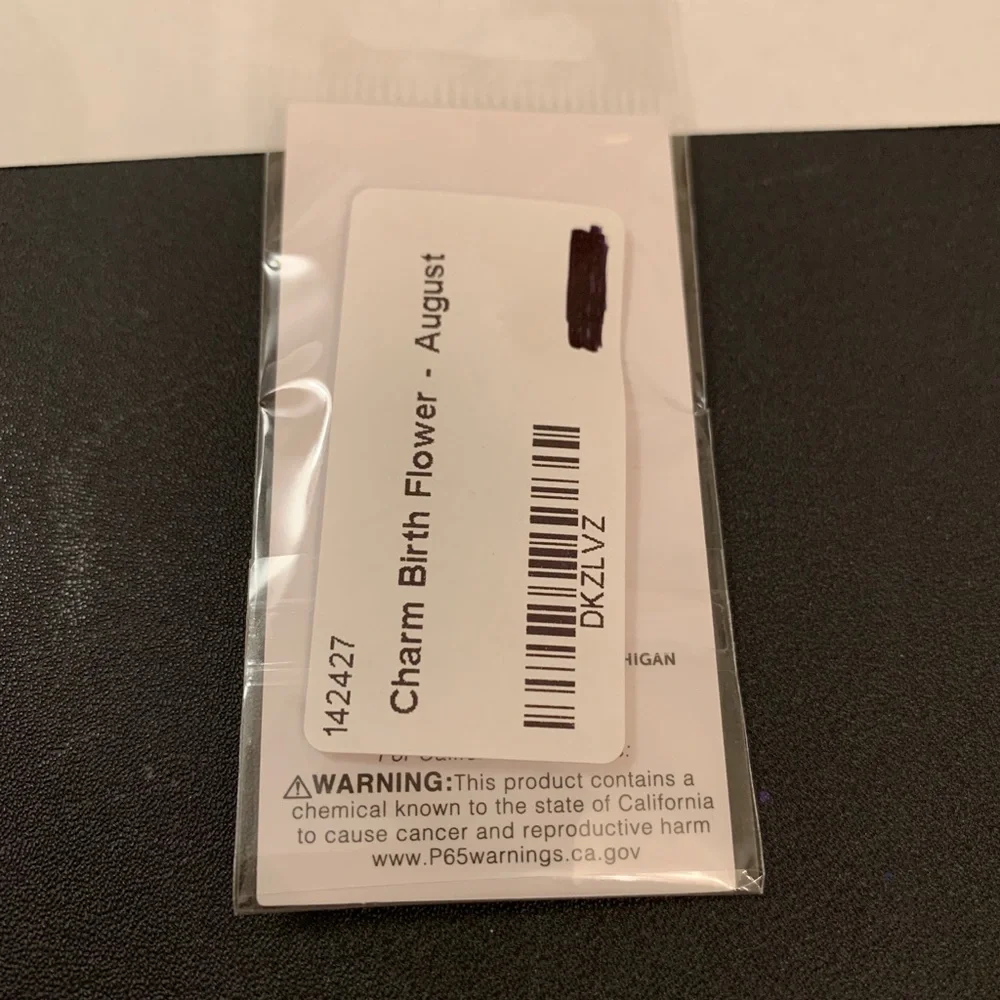 142427
Charm Birth Flower - August
DKZLVZ
HIGAN
⚠WARNING:This product contains a
chemical known to the state of California
to cause cancer and reproductive harm
www.P65warnings.ca.gov